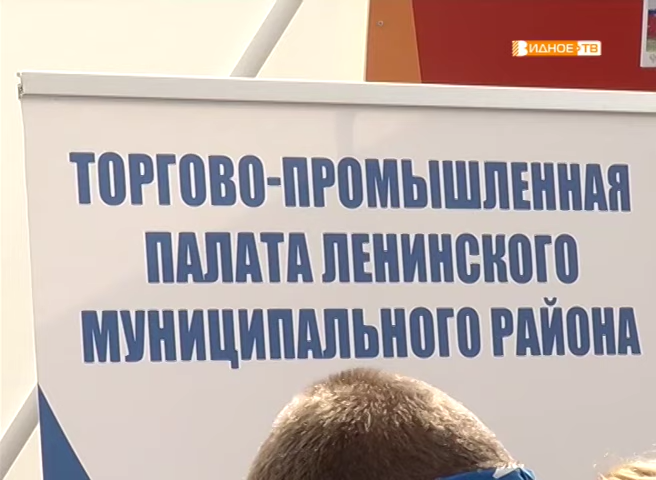 ВИДНОЕ-ТВ
ТОРГОВО-ПРОМЫШЛЕННАЯ
ПАЛАТА ЛЕНИНСКОГО
МУНИЦИПАЛЬНОГО РАЙОНА